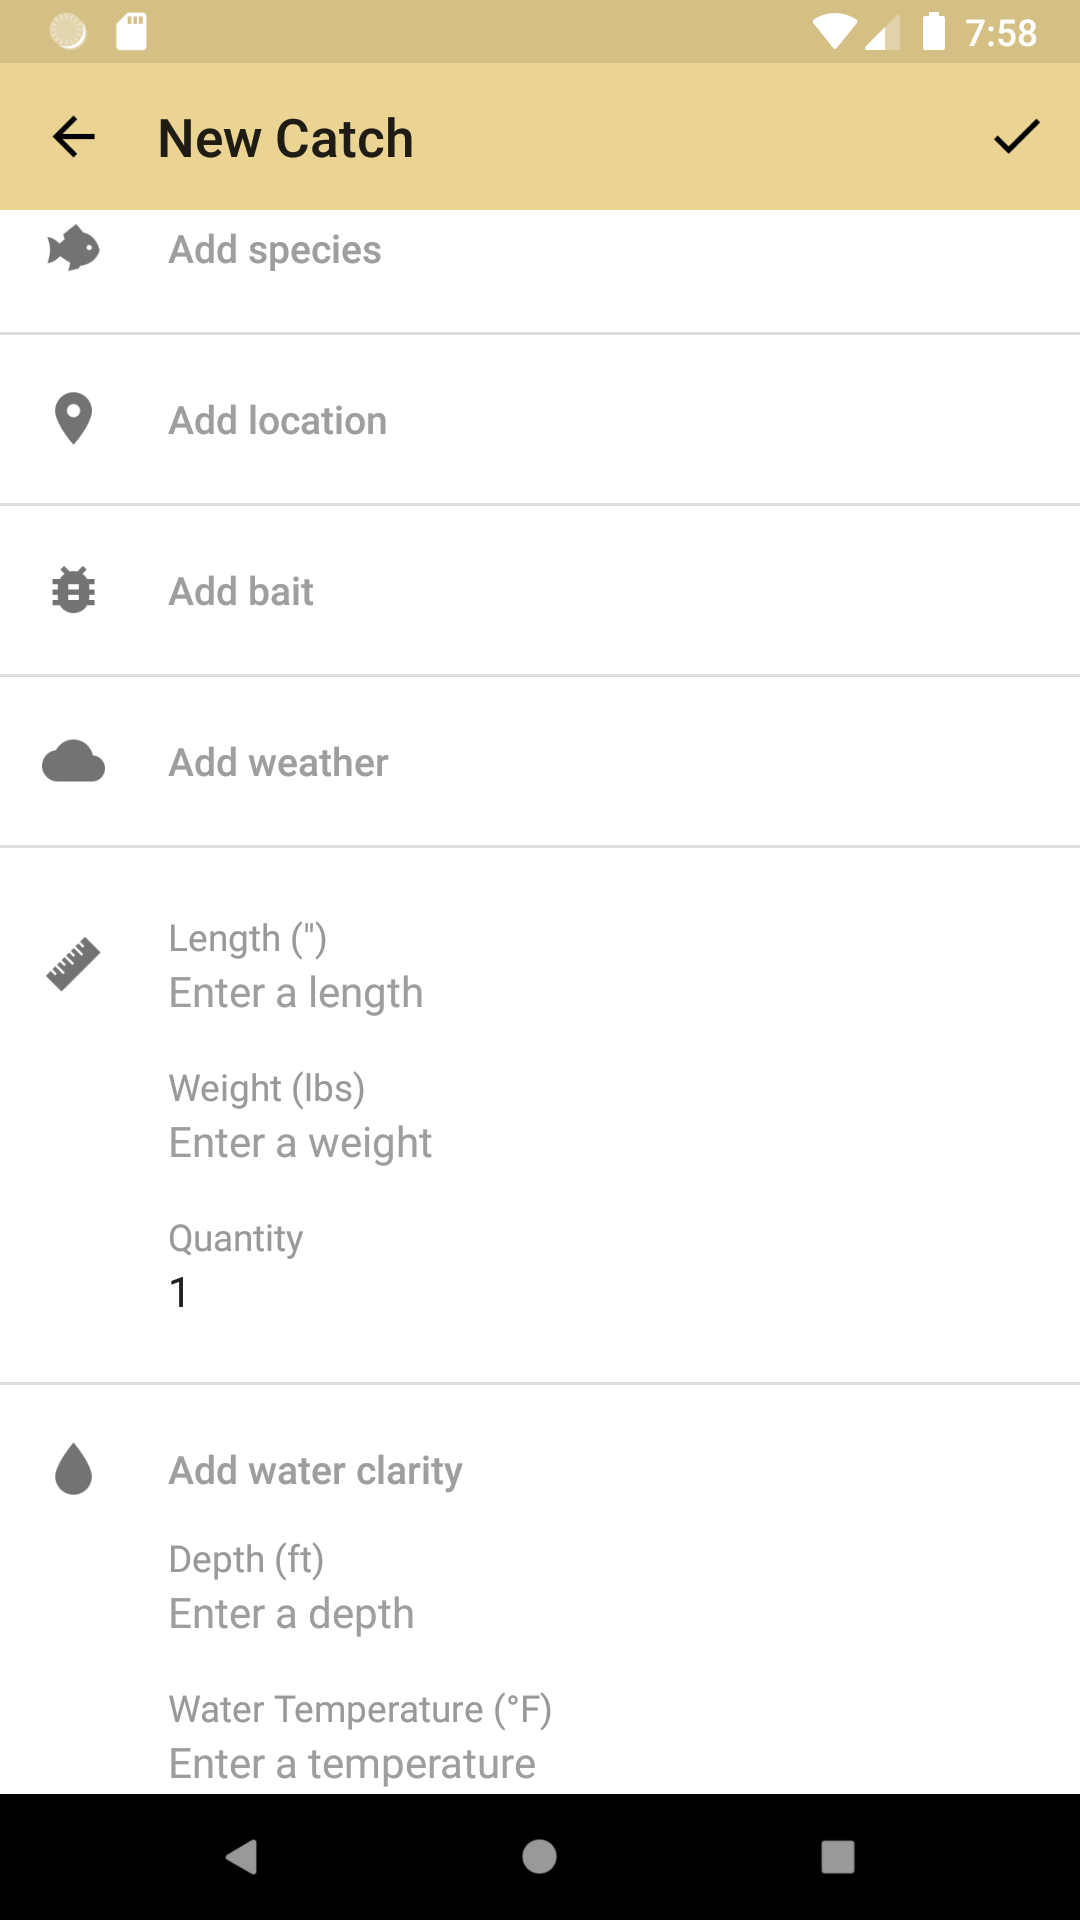 7:58
New Catch
Add species
Add location
Add bait
Add weather
Length (")
Enter a length
Weight (lbs)
Enter a weight
Quantity
1
Add water clarity
Depth (ft)
Enter a depth
Water Temperature (°F)
Enter a temperature